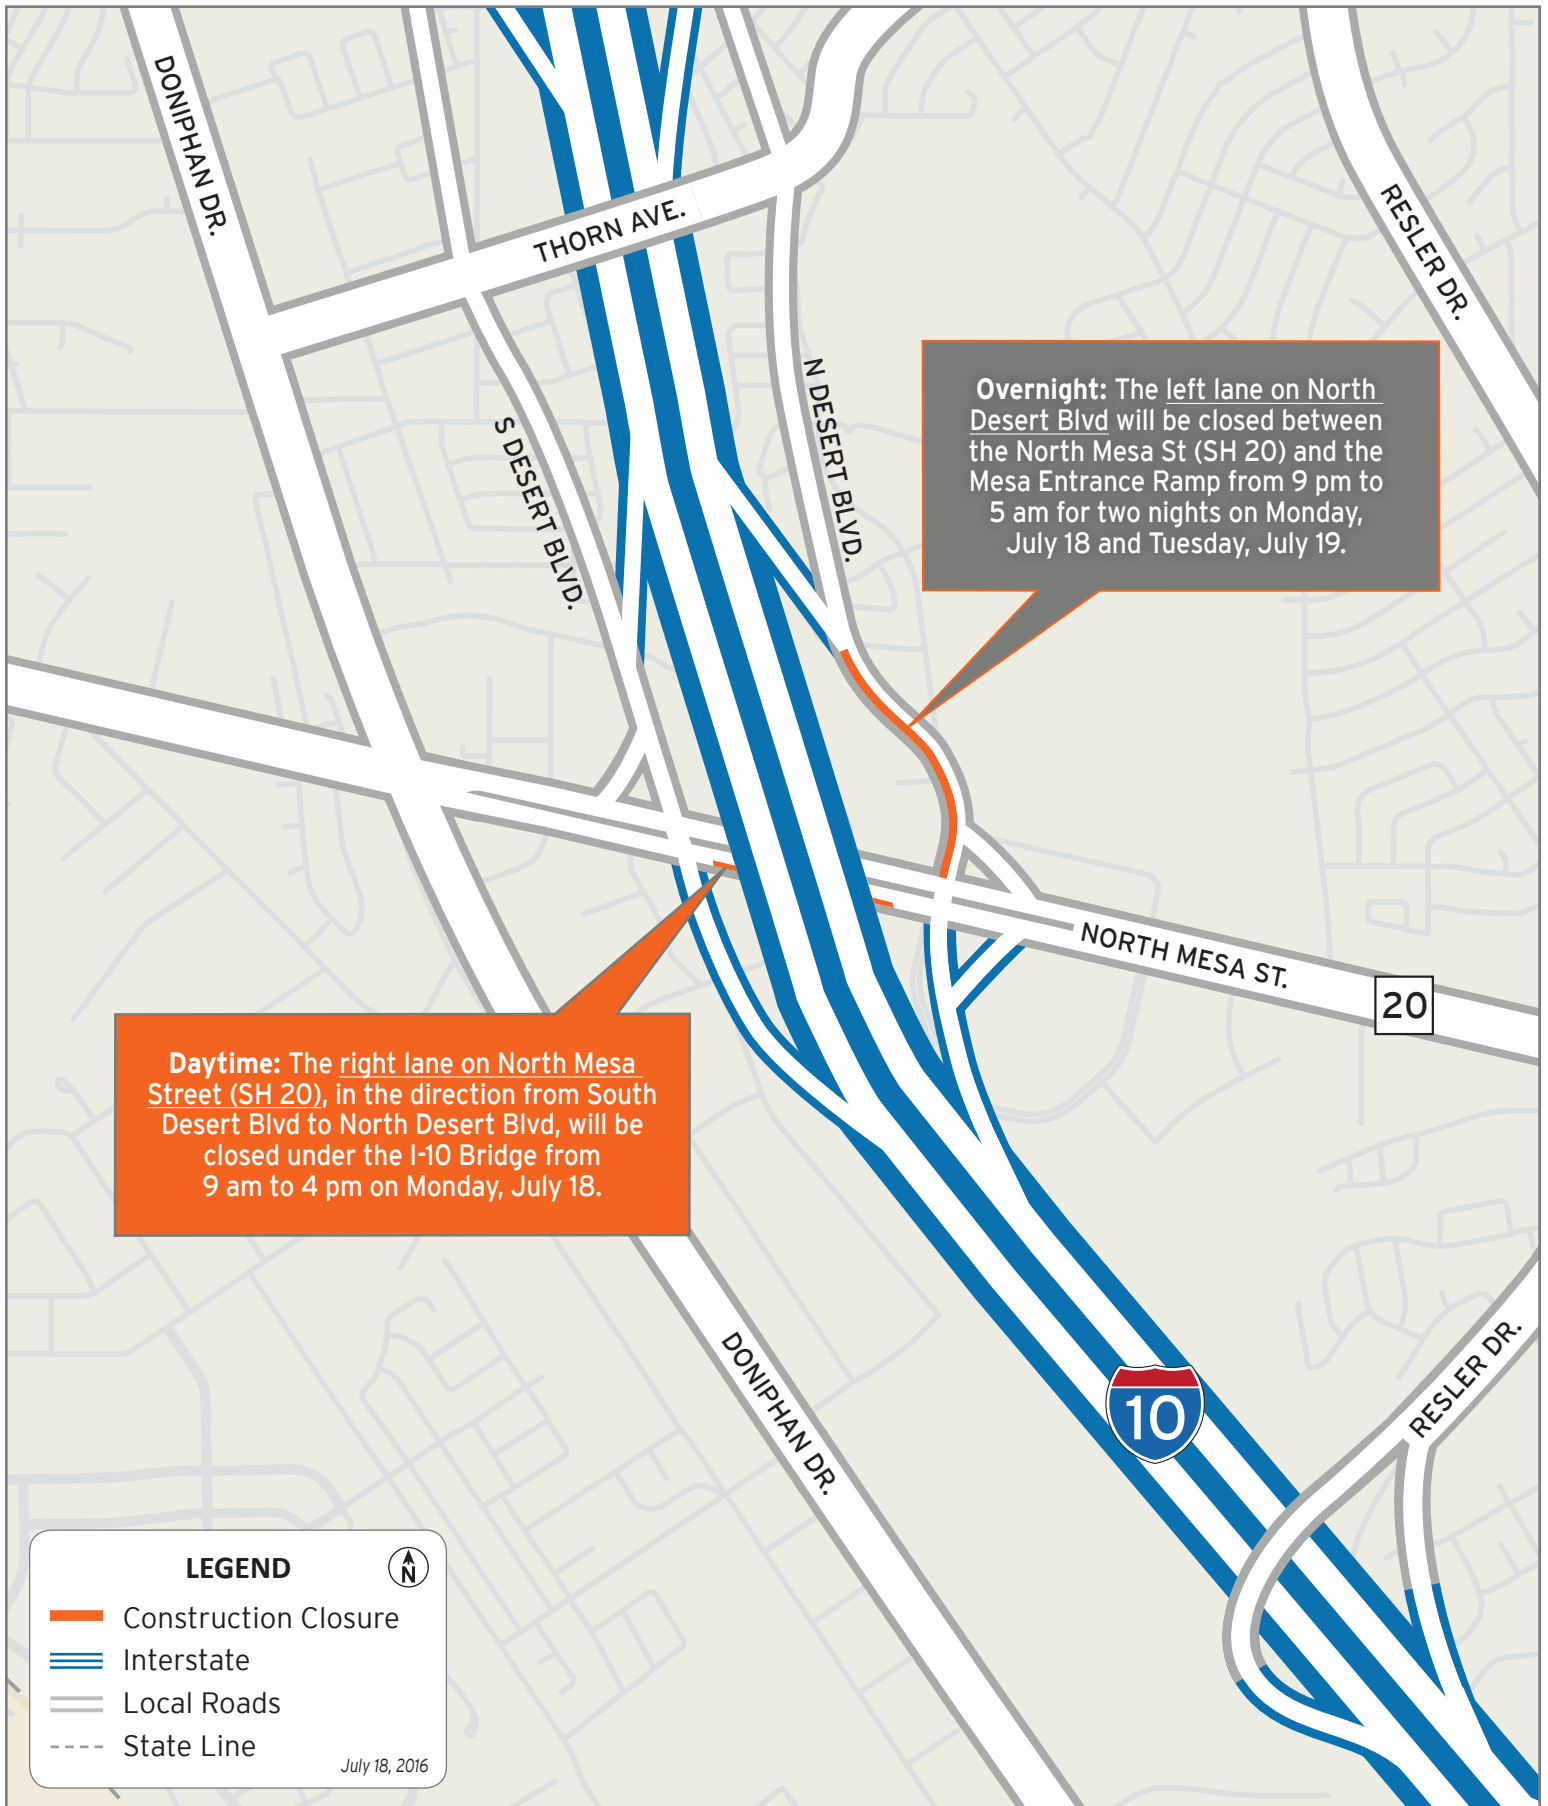 DONIPHAN DR.
THORN AVE.
RESLER DR.
S DESERT BLVD.
N DESERT BLVD.
Overnight: The left lane on North
Desert Blvd will be closed between
the North Mesa St (SH 20) and the
Mesa Entrance Ramp from 9 pm to
5 am for two nights on Monday,
July 18 and Tuesday, July 19.
NORTH MESA ST.
20
Daytime: The right lane on North Mesa
Street (SH 20), in the direction from South
Desert Blvd to North Desert Blvd, will be
closed under the I-10 Bridge from
9 am to 4 pm on Monday, July 18.
DONIPHAN DR.
10
RESLER DR.
LEGEND
N
Construction Closure
Interstate
Local Roads
State Line
July 18, 2016